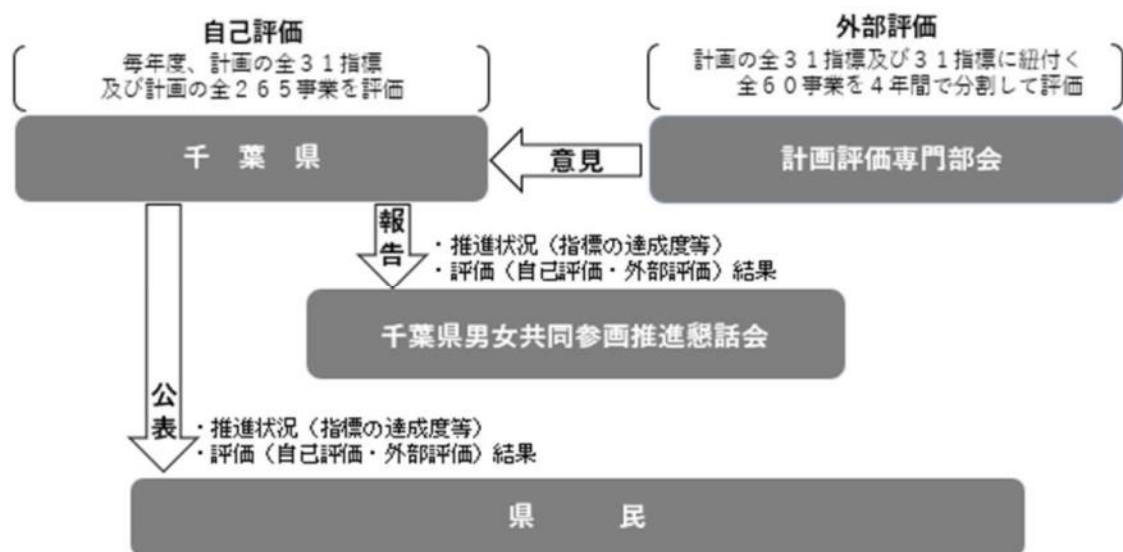 自己評価
毎年度、計画の全３１指標
及び計画の全２６５事業を評価
外部評価
計画の全３１指標及び３１指標に紐付く
全６０事業を４年間で分割して評価
千　葉　県
意見
計画評価専門部会
報告
・推進状況（指標の達成度等）
・評価（自己評価・外部評価）結果
千葉県男女共同参画推進懇話会
公表
・推進状況（指標の達成度等）
・評価（自己評価・外部評価）結果
県　　　民